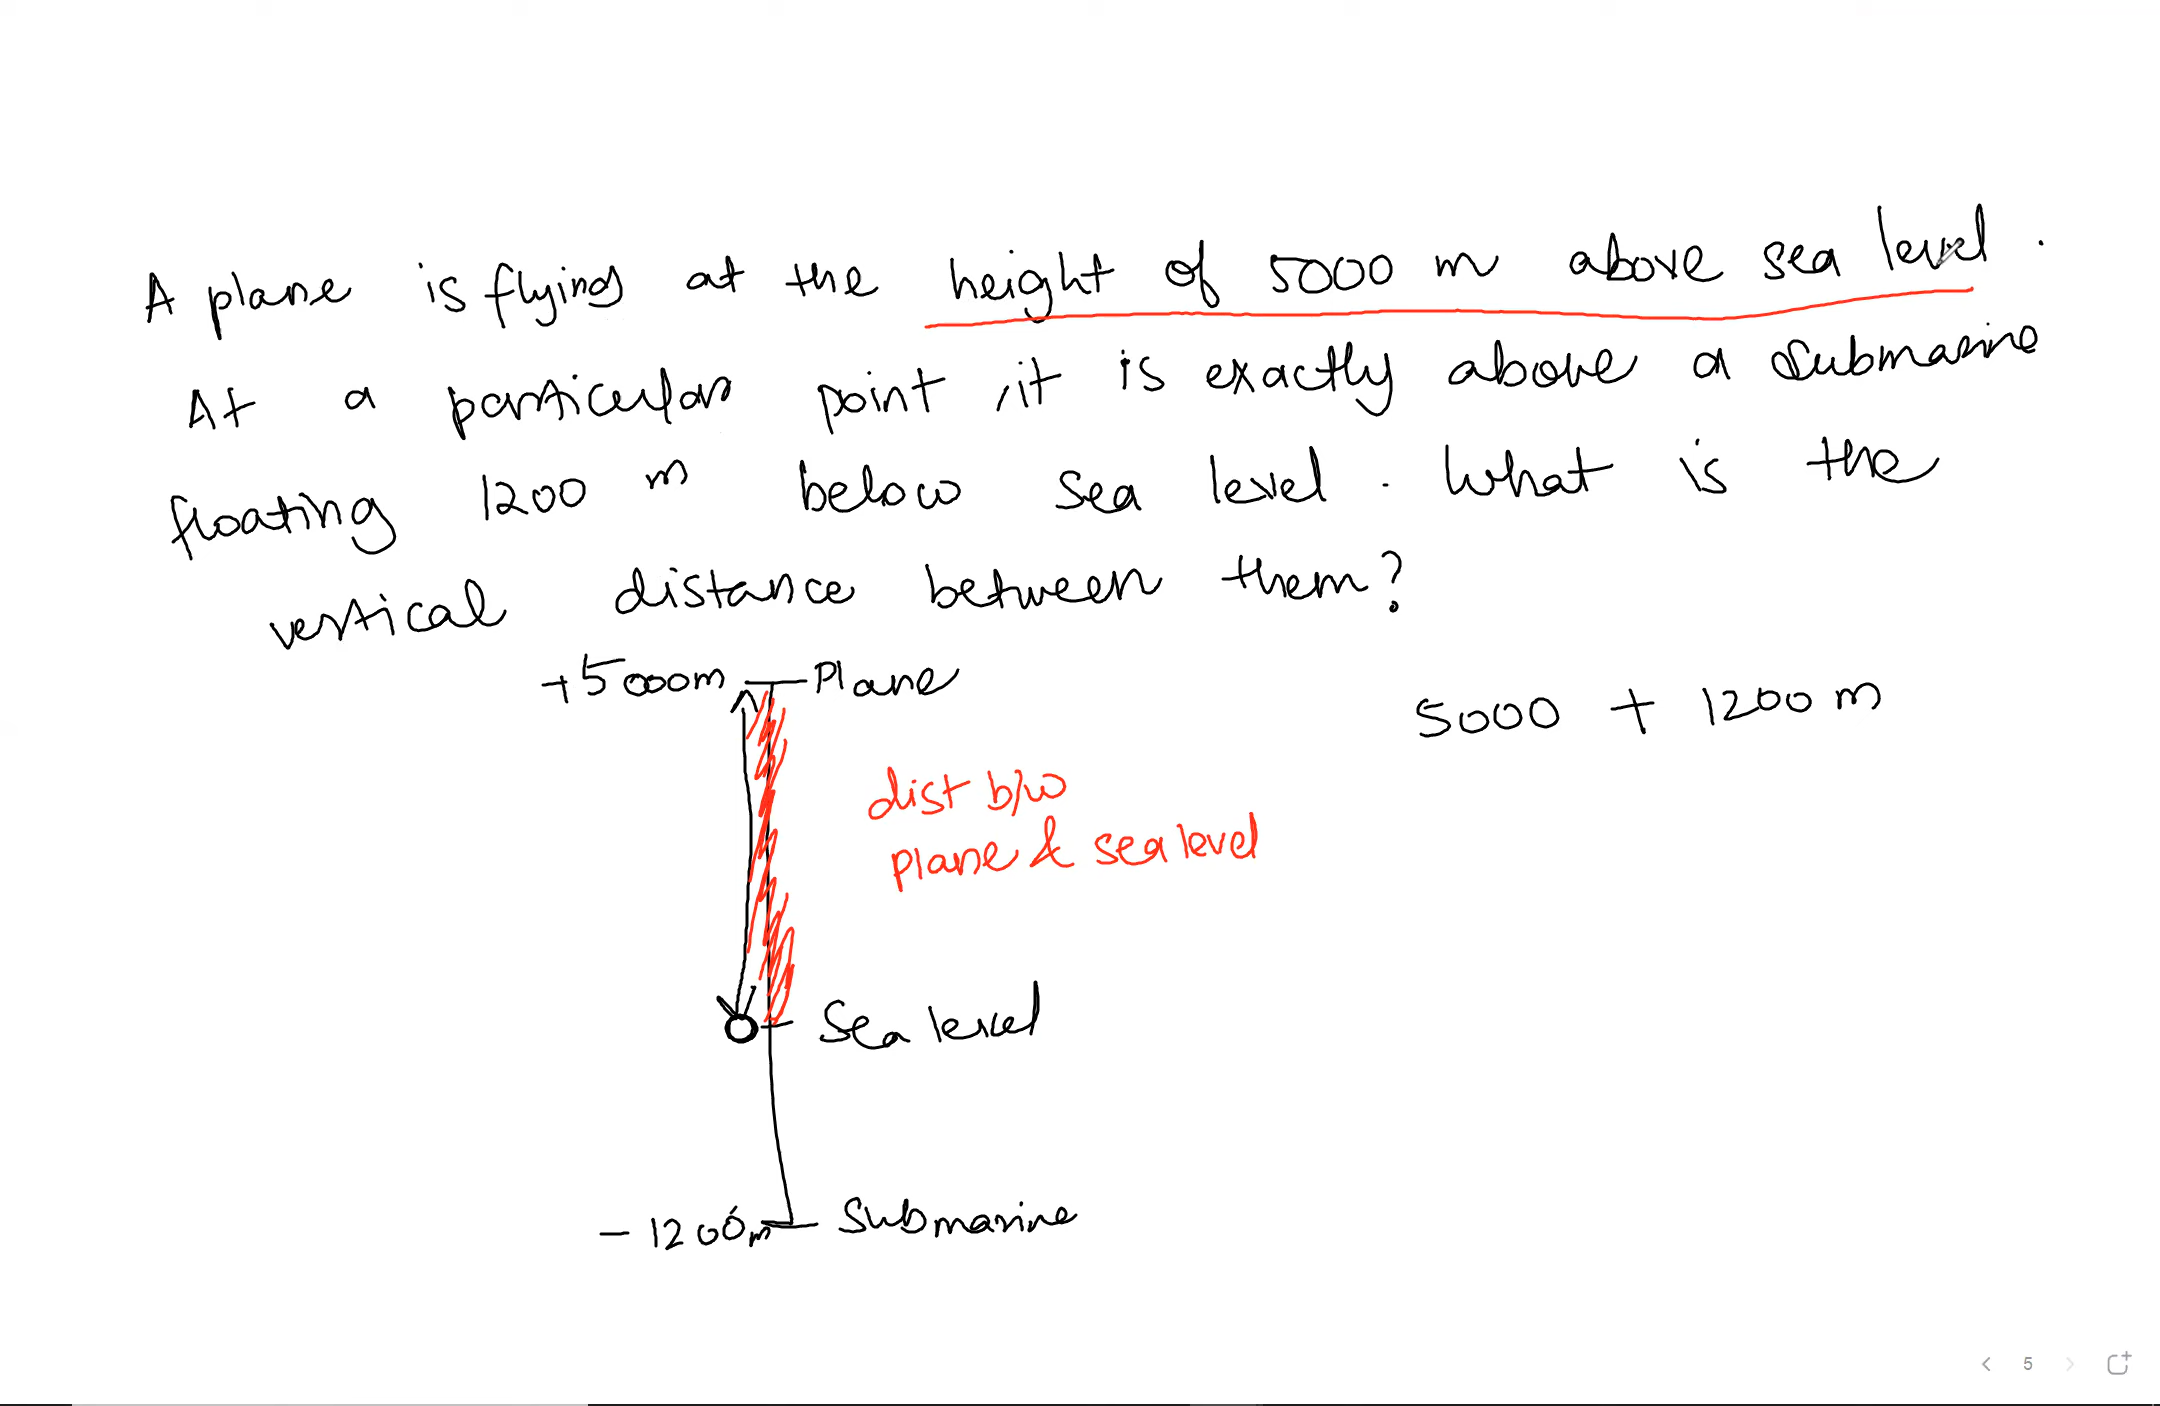 A plane is flying at the height of 5000 m above sea level.
At a particular point, it is exactly above a submarine
floating 1200 m below sea level. What is the
vertical distance between them?
+5000m Plane
5000 + 1200 m
dist b/w
plane & sea level
Sea level
- 1200m Submarine
5